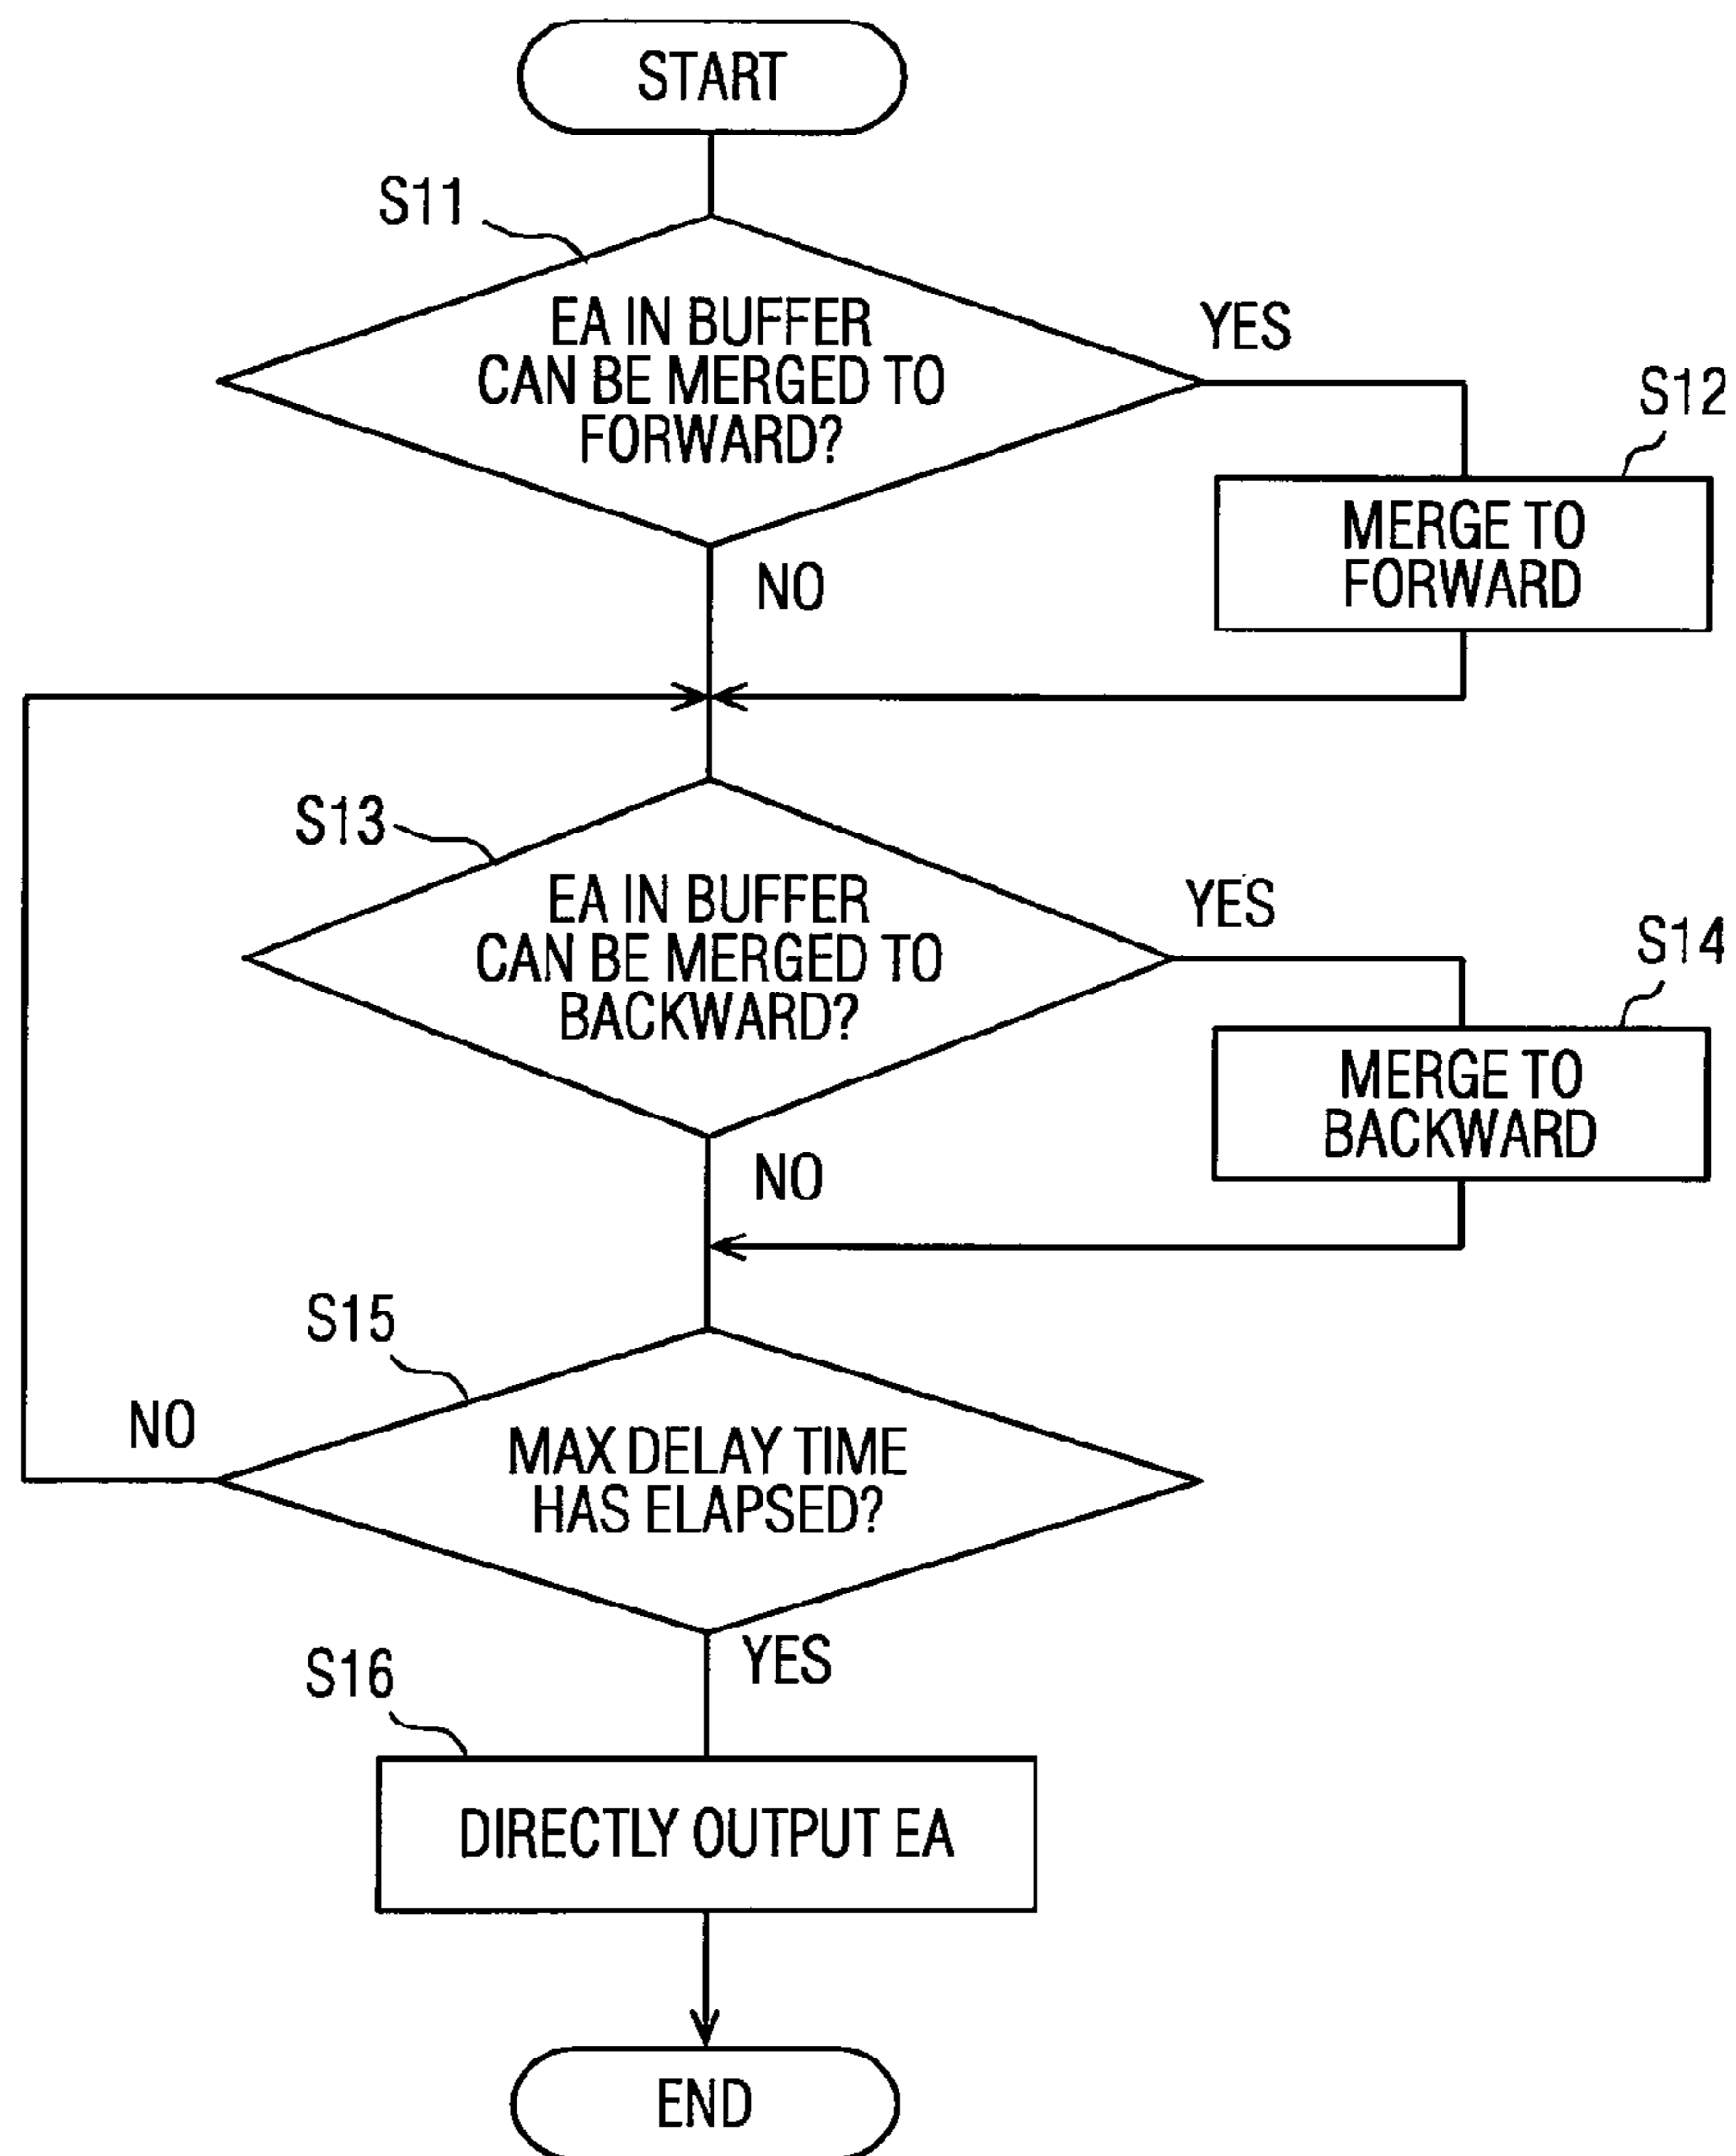 START
S11
EA IN BUFFER
CAN BE MERGED TO
FORWARD?
YES
S12
MERGE TO
FORWARD
NO
S13
EA IN BUFFER
CAN BE MERGED TO
BACKWARD?
YES
S14
MERGE TO
BACKWARD
NO
S15
NO
MAX DELAY TIME
HAS ELAPSED?
YES
S16
DIRECTLY OUTPUT EA
END